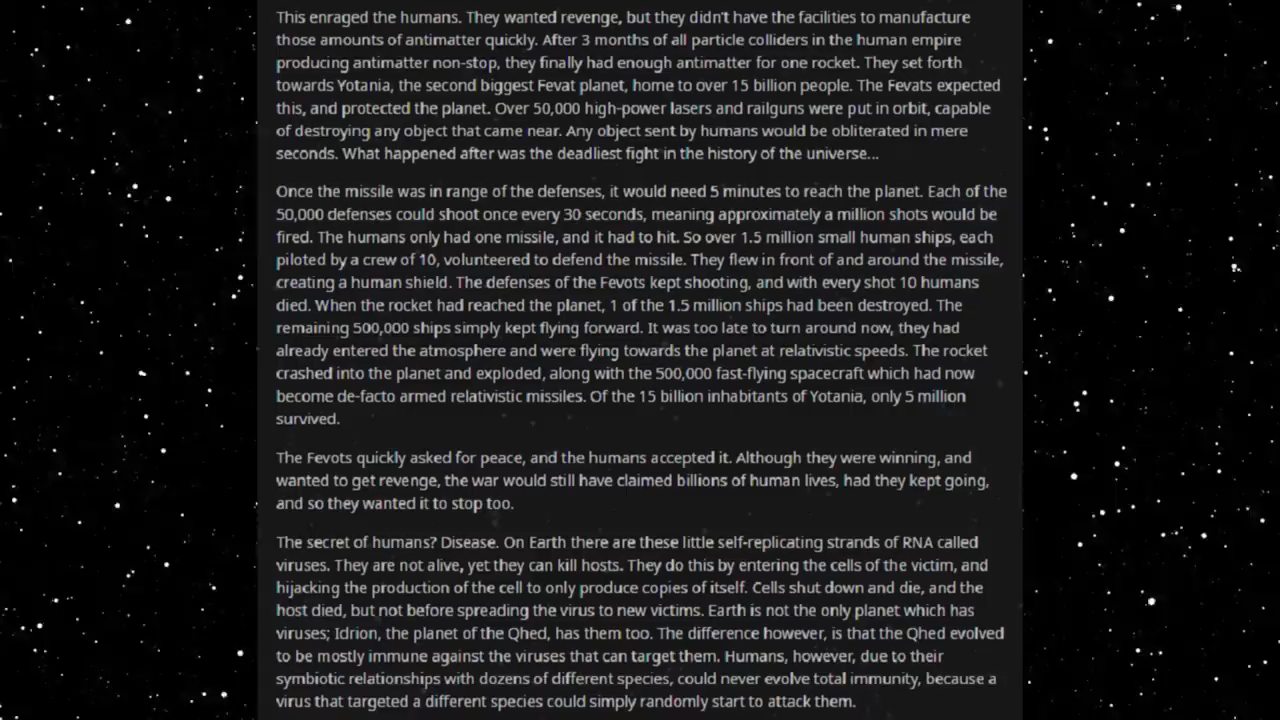 This enraged the humans. They wanted revenge, but they didn't have the facilities to manufacture
those amounts of antimatter quickly. After 3 months of all particle colliders in the human empire
producing antimatter non-stop, they finally had enough antimatter for one rocket. They set forth
towards Yotania, the second biggest Fevat planet, home to over 15 billion people. The Fevats expected
this, and protected the planet. Over 50,000 high-power lasers and railguns were put in orbit, capable
of destroying any object that came near. Any object sent by humans would be obliterated in mere
seconds. What happened after was the deadliest fight in the history of the universe...
Once the missile was in range of the defenses, it would need 5 minutes to reach the planet. Each of the
50,000 defenses could shoot once every 30 seconds, meaning approximately a million shots would be
fired. The humans only had one missile, and it had to hit. So over 1.5 million small human ships, each
piloted by a crew of 10, volunteered to defend the missile. They flew in front of and around the missile,
creating a human shield. The defenses of the Fevots kept shooting, and with every shot 10 humans
died. When the rocket had reached the planet, 1 of the 1.5 million ships had been destroyed. The
remaining 500,000 ships simply kept flying forward. It was too late to turn around now, they had
already entered the atmosphere and were flying towards the planet at relativistic speeds. The rocket
crashed into the planet and exploded, along with the 500,000 fast-flying spacecraft which had now
become de-facto armed relativistic missiles. Of the 15 billion inhabitants of Yotania, only 5 million
survived.
The Fevots quickly asked for peace, and the humans accepted it. Although they were winning, and
wanted to get revenge, the war would still have claimed billions of human lives, had they kept going,
and so they wanted it to stop too.
The secret of humans? Disease. On Earth there are these little self-replicating strands of RNA called
viruses. They are not alive, yet they can kill hosts. They do this by entering the cells of the victim, and
hijacking the production of the cell to only produce copies of itself. Cells shut down and die, and the
host died, but not before spreading the virus to new victims. Earth is not the only planet which has
viruses; Idrion, the planet of the Qhed, has them too. The difference however, is that the Qhed evolved
to be mostly immune against the viruses that can target them. Humans, however, due to their
symbiotic relationships with dozens of different species, could never evolve total immunity, because a
virus that targeted a different species could simply randomly start to attack them.